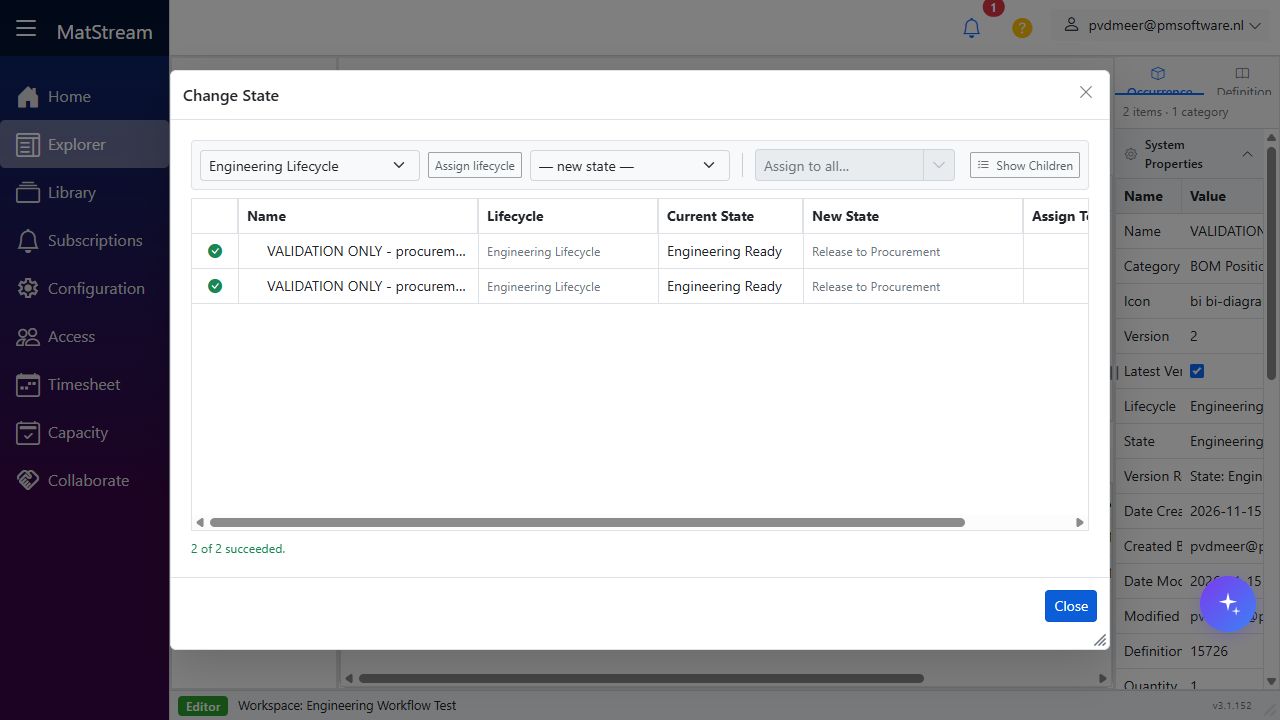 MatStream
1
?
pvdmeer@pmsoftware.nl
Home
Explorer
Library
Subscriptions
Configuration
Access
Timesheet
Capacity
Collaborate
Change State
Engineering Lifecycle
Assign lifecycle
— new state —
Assign to all...
Show Children
Name Lifecycle Current State New State Assign To
VALIDATION ONLY - procurem... Engineering Lifecycle Engineering Ready Release to Procurement
VALIDATION ONLY - procurem... Engineering Lifecycle Engineering Ready Release to Procurement
2 of 2 succeeded.
Close
Occurrence Definition
2 items · 1 category
System
Properties
Name Value
Name VALIDATION
Category BOM Positic
Icon bi bi-diagra
Version 2
Latest Ver
Lifecycle Engineering
State Engineering
Version R State: Engin
Date Crea 2026-11-15
Created B pvdmeer@p
Date Moc
Modified
Definitior 15726
Quantity 1
Editor
Workspace: Engineering Workflow Test
v3.1.152